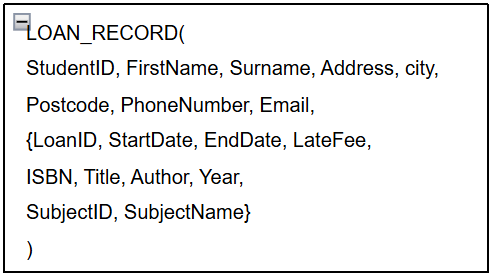 LOAN_RECORD(
StudentID, FirstName, Surname, Address, city,
Postcode, PhoneNumber, Email,
{LoanID, StartDate, EndDate, LateFee,
ISBN, Title, Author, Year,
SubjectID, SubjectName}
)